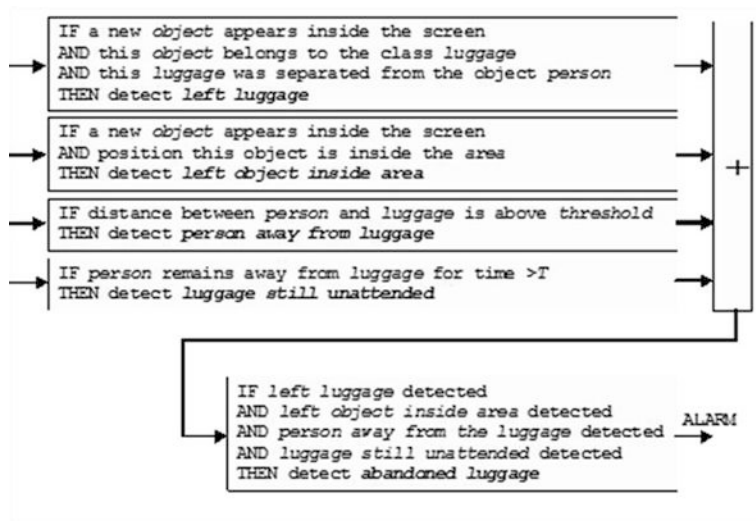 IF a new object appears inside the screen
AND this object belongs to the class luggage
AND this luggage was separated from the object person
THEN detect left luggage
IF a new object appears inside the screen
AND position this object is inside the area
THEN detect left object inside area
+
IF distance between person and luggage is above threshold
THEN detect person away from luggage
IF person remains away from luggage for time >T
THEN detect luggage still unattended
IF left luggage detected
AND left object inside area detected
AND person away from the luggage detected
AND luggage still unattended detected
THEN detect abandoned luggage
ALARM